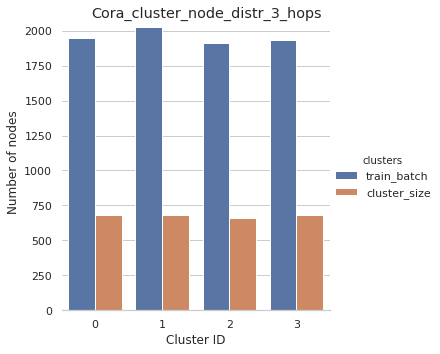 Cora_cluster_node_distr_3_hops
2000
1750
1500
1250
1000
750
500
250
0
Number of nodes
0 1 2 3
Cluster ID
clusters
train_batch
cluster_size